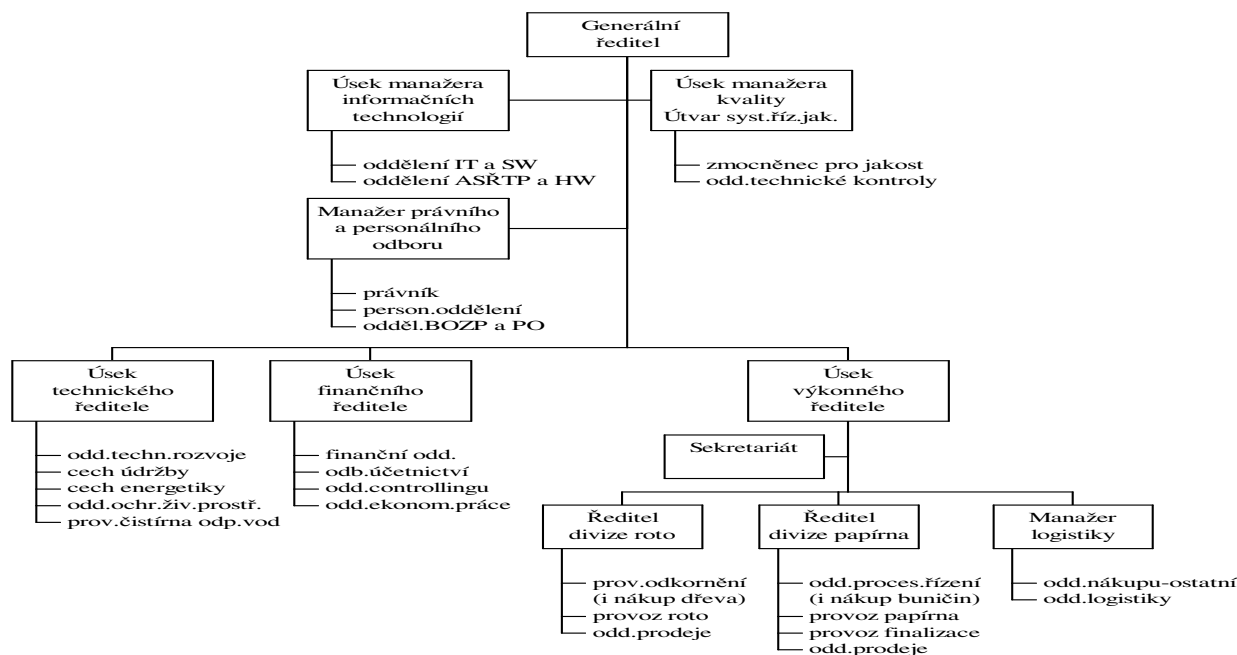 Generální
ředitel
Úsek manažera
informačních
technologií
Úsek manažera
kvality
Útvar syst.říz.jak.
oddělení IT a SW
oddělení ASŘTP a HW
zmocněnec pro jakost
odd.technické kontroly
Manažer právního
a personálního
odboru
právník
person.oddělení
odděl.BOZP a PO
Úsek
technického
ředitele
Úsek
finančního
ředitele
Úsek
výkonného
ředitele
odd.techn.rozvoje
cech údržby
cech energetiky
odd.ochr.živ.prostř.
prov.čistírna odp.vod
finanční odd.
odb.účetnictví
odd.controllingu
odd.ekonom.práce
Sekretariát
Ředitel
divize roto
Ředitel
divize papírna
Manažer
logistiky
prov.odkornění
(i nákup dřeva)
provoz roto
odd.prodeje
odd.proces.řízení
(i nákup buničin)
provoz papírna
provoz finalizace
odd.prodeje
odd.nákupu-ostatní
odd.logistiky